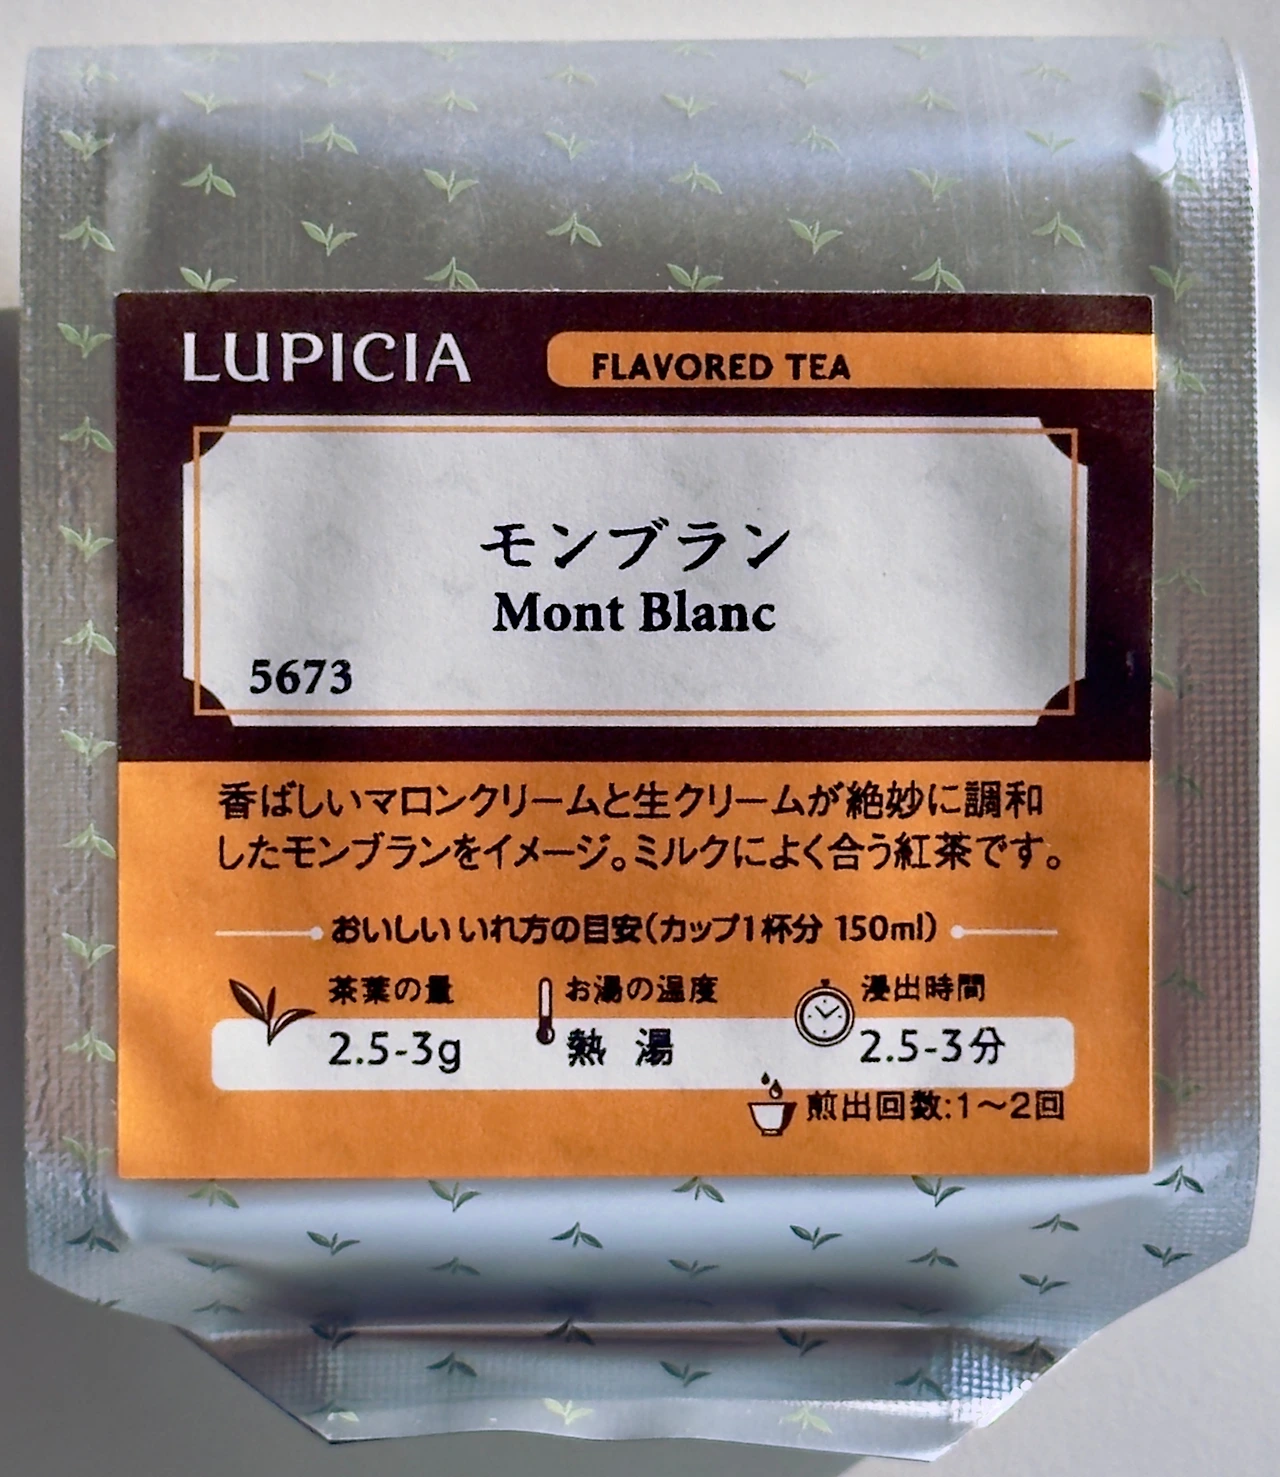 LUPICIA
FLAVORED TEA
モンブラン
Mont Blanc
5673
香ばしいマロンクリームと生クリームが絶妙に調和
したモンブランをイメージ。ミルクによく合う紅茶です。
おいしいいれ方の目安(カップ1杯分 150ml)
茶葉の量
お湯の温度
浸出時間
2.5-3g
熱 湯
2.5-3分
煎出回数:1～2回